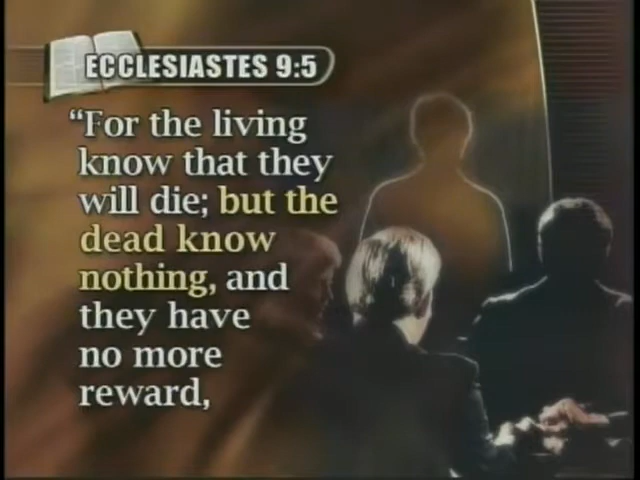 ECCLESIASTES 9:5
“For the living
know that they
will die; but the
dead know
nothing, and
they have
no more
reward,